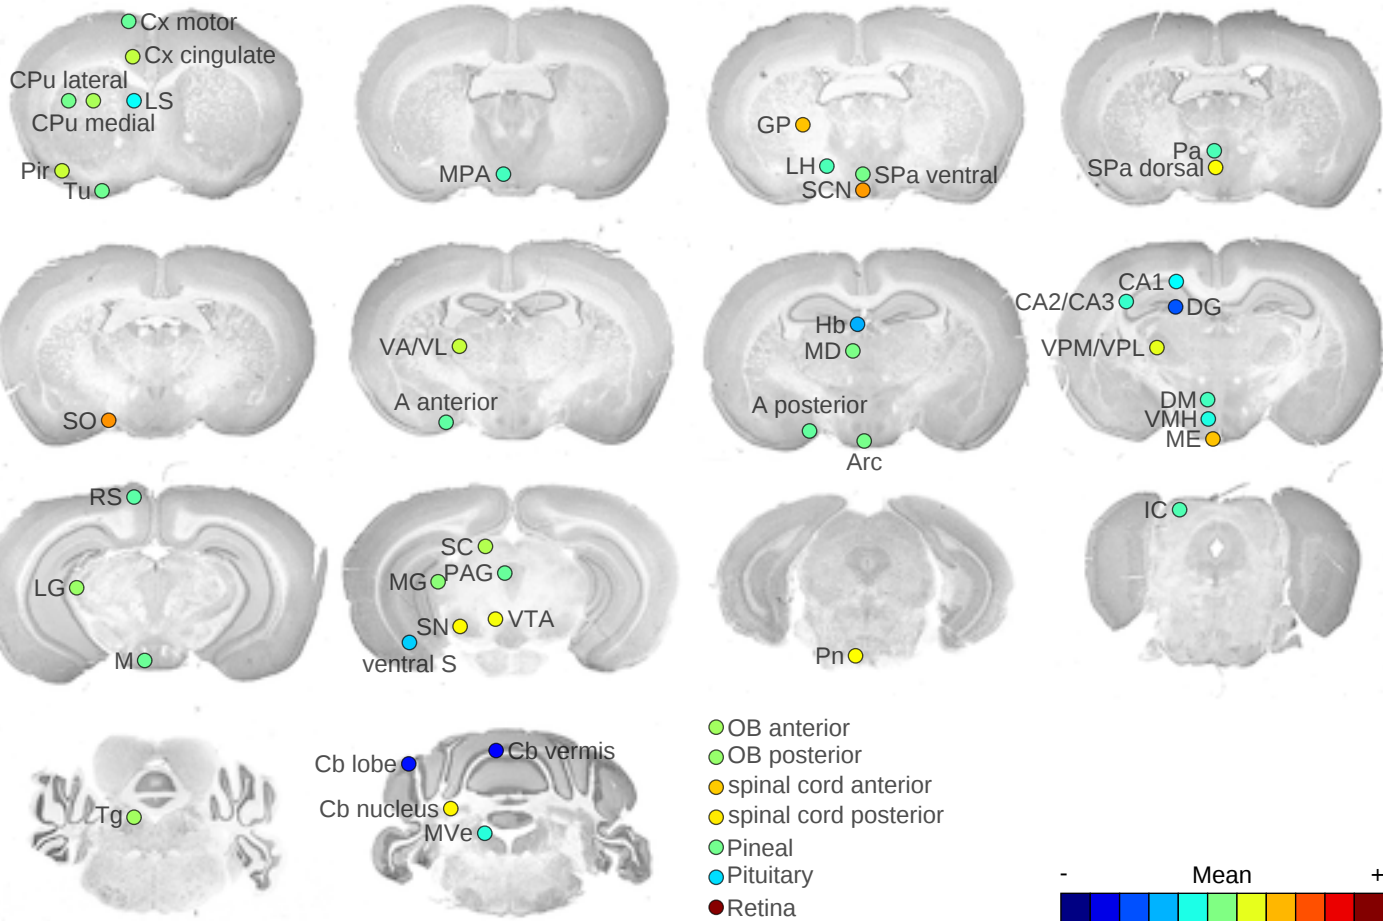 Cx motor
Cx cingulate
CPu lateral
LS
CPu medial
Pir
Tu
MPA
GP
LH
SPa ventral
SCN
Pa
SPa dorsal
SO
VA/VL
A anterior
Hb
MD
A posterior
Arc
CA1
CA2/CA3
DG
VPM/VPL
DM
VMH
ME
RS
LG
M
SC
PAG
MG
SN
VTA
ventral S
Pn
IC
Tg
Cb lobe
Cb vermis
Cb nucleus
MVe
OB anterior
OB posterior
spinal cord anterior
spinal cord posterior
Pineal
Pituitary
Retina
- Mean +